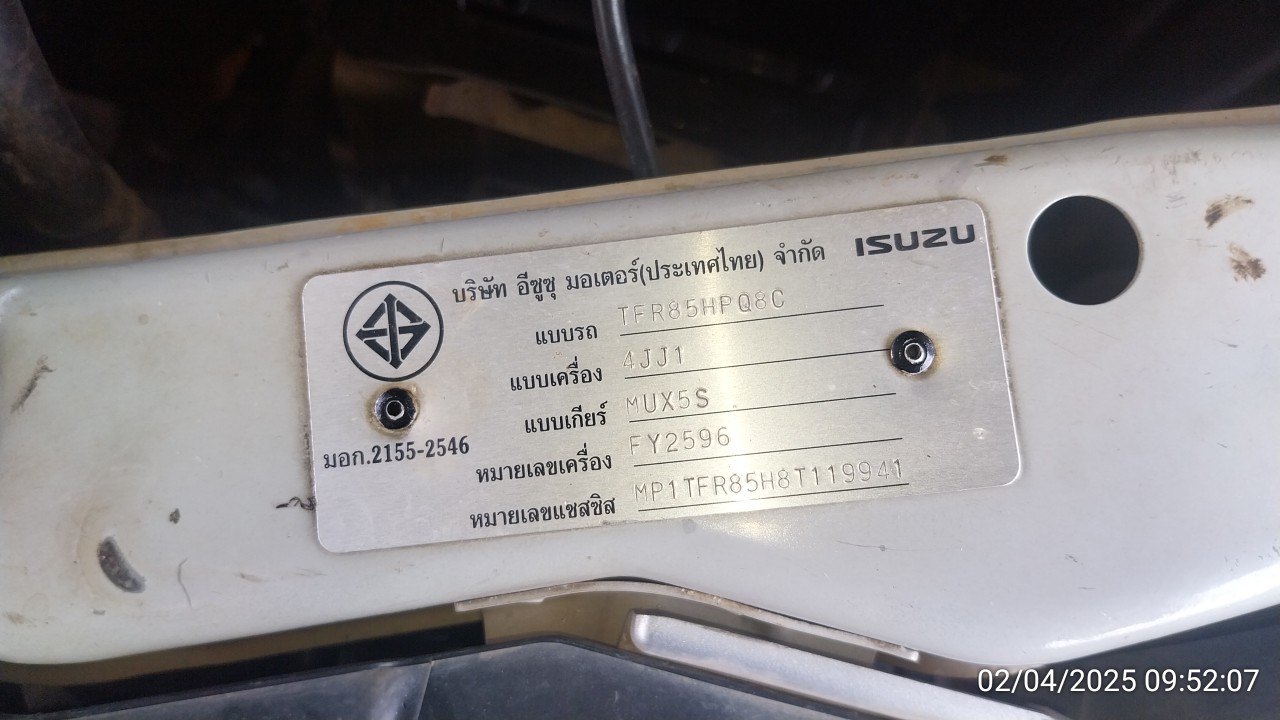 บริษัท อีซูซุ มอเตอร์(ประเทศไทย) จำกัด ISUZU
แบบรถ TFR85HPQ8C
แบบเครื่อง 4JJ1
แบบเกียร์ MUX5S
มอก.2155-2546
หมายเลขเครื่อง FY2596
หมายเลขแชสซิส MP1TFR85H8T119941
02/04/2025 09:52:07